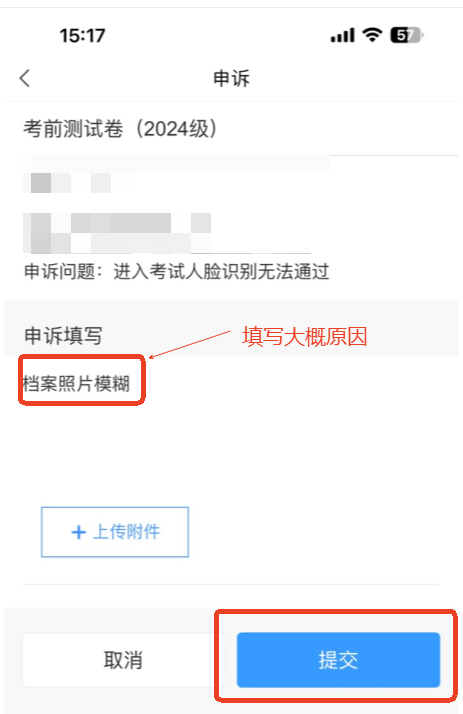 15:17
57
申诉
考前测试卷（2024级）
申诉问题：进入考试人脸识别无法通过
申诉填写
填写大概原因
档案照片模糊
+ 上传附件
取消
提交